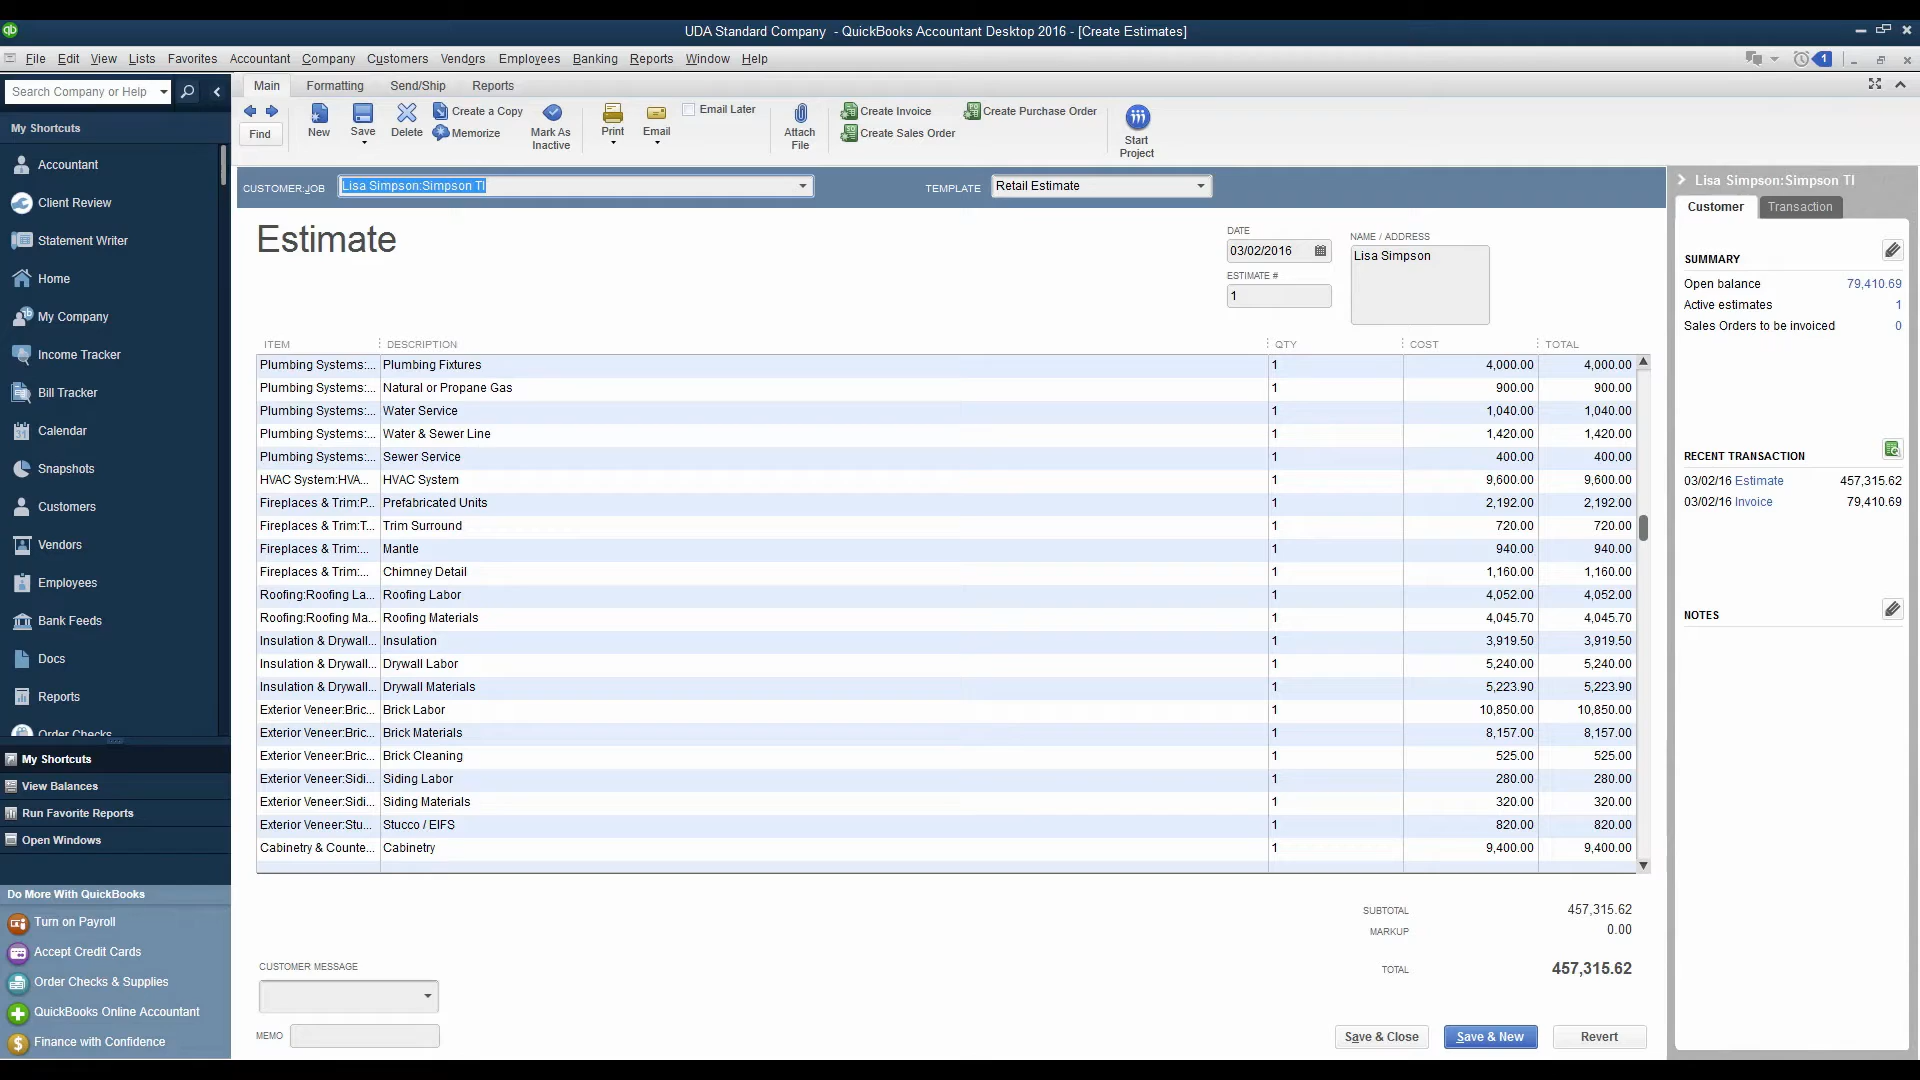 UDA Standard Company - QuickBooks Accountant Desktop 2016 - [Create Estimates]
File Edit View Lists Favorites Accountant Company Customers Vendors Employees Banking Reports Window Help 1
Search Company or Help
My Shortcuts
Accountant
Client Review
Statement Writer
Home
My Company
Income Tracker
Bill Tracker
Calendar
Snapshots
Customers
Vendors
Employees
Bank Feeds
Docs
Reports
Order Checks
My Shortcuts
View Balances
Run Favorite Reports
Open Windows
Do More With QuickBooks
Turn on Payroll
Accept Credit Cards
Order Checks & Supplies
QuickBooks Online Accountant
Finance with Confidence
Main Formatting Send/Ship Reports
Find
New
Save
Delete
Create a Copy
Memorize
Mark As
Inactive
Print
Email
Email Later
Attach
File
Create Invoice
Create Sales Order
Create Purchase Order
Start
Project
CUSTOMER:JOB Lisa Simpson:Simpson TI TEMPLATE Retail Estimate
Estimate
DATE
03/02/2016
ESTIMATE #
1
NAME / ADDRESS
Lisa Simpson
ITEM DESCRIPTION QTY COST TOTAL
Plumbing Systems:... Plumbing Fixtures 1 4,000.00 4,000.00
Plumbing Systems:... Natural or Propane Gas 1 900.00 900.00
Plumbing Systems:... Water Service 1 1,040.00 1,040.00
Plumbing Systems:... Water & Sewer Line 1 1,420.00 1,420.00
Plumbing Systems:... Sewer Service 1 400.00 400.00
HVAC System:HVA... HVAC System 1 9,600.00 9,600.00
Fireplaces & Trim:P... Prefabricated Units 1 2,192.00 2,192.00
Fireplaces & Trim:T... Trim Surround 1 720.00 720.00
Fireplaces & Trim:... Mantle 1 940.00 940.00
Fireplaces & Trim:... Chimney Detail 1 1,160.00 1,160.00
Roofing:Roofing La... Roofing Labor 1 4,052.00 4,052.00
Roofing:Roofing Ma... Roofing Materials 1 4,045.70 4,045.70
Insulation & Drywall... Insulation 1 3,919.50 3,919.50
Insulation & Drywall... Drywall Labor 1 5,240.00 5,240.00
Insulation & Drywall... Drywall Materials 1 5,223.90 5,223.90
Exterior Veneer:Bric... Brick Labor 1 10,850.00 10,850.00
Exterior Veneer:Bric... Brick Materials 1 8,157.00 8,157.00
Exterior Veneer:Bric... Brick Cleaning 1 525.00 525.00
Exterior Veneer:Sidi... Siding Labor 1 280.00 280.00
Exterior Veneer:Sidi... Siding Materials 1 320.00 320.00
Exterior Veneer:Stu... Stucco / EIFS 1 820.00 820.00
Cabinetry & Counte... Cabinetry 1 9,400.00 9,400.00
SUBTOTAL 457,315.62
MARKUP 0.00
TOTAL 457,315.62
CUSTOMER MESSAGE
MEMO
Save & Close Save & New Revert
Lisa Simpson:Simpson TI
Customer Transaction
SUMMARY
Open balance 79,410.69
Active estimates 1
Sales Orders to be invoiced 0
RECENT TRANSACTION
03/02/16 Estimate 457,315.62
03/02/16 Invoice 79,410.69
NOTES